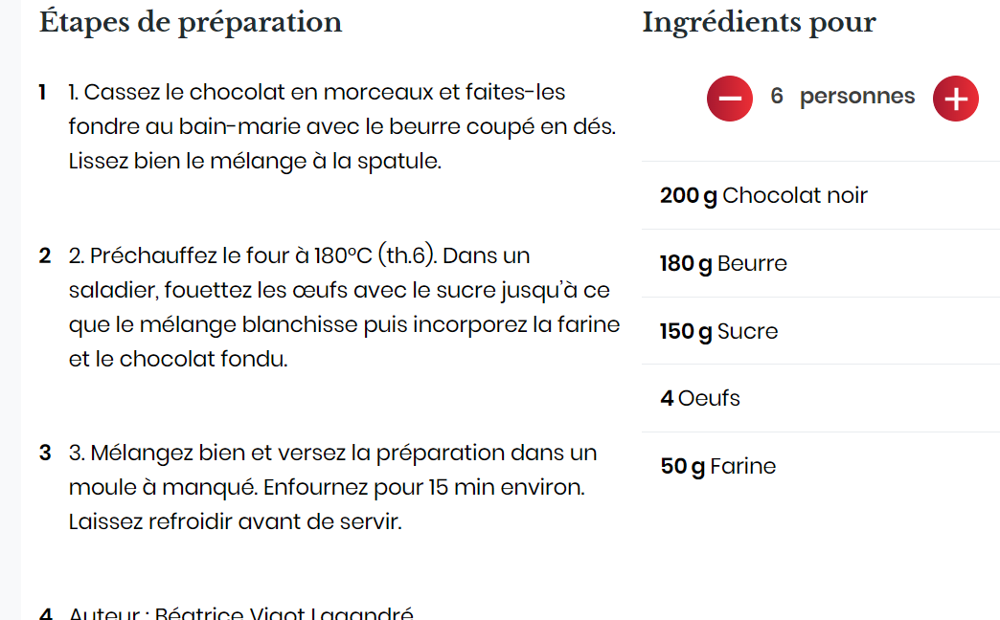 Étapes de préparation
1 1. Cassez le chocolat en morceaux et faites-les
fondre au bain-marie avec le beurre coupé en dés.
Lissez bien le mélange à la spatule.
2 2. Préchauffez le four à 180°C (th.6). Dans un
saladier, fouettez les œufs avec le sucre jusqu'à ce
que le mélange blanchisse puis incorporez la farine
et le chocolat fondu.
3 3. Mélangez bien et versez la préparation dans un
moule à manqué. Enfournez pour 15 min environ.
Laissez refroidir avant de servir.
4 Auteur : Béatrice Vigot Lagandré
Ingrédients pour
6 personnes
200 g Chocolat noir
180 g Beurre
150 g Sucre
4 Oeufs
50 g Farine